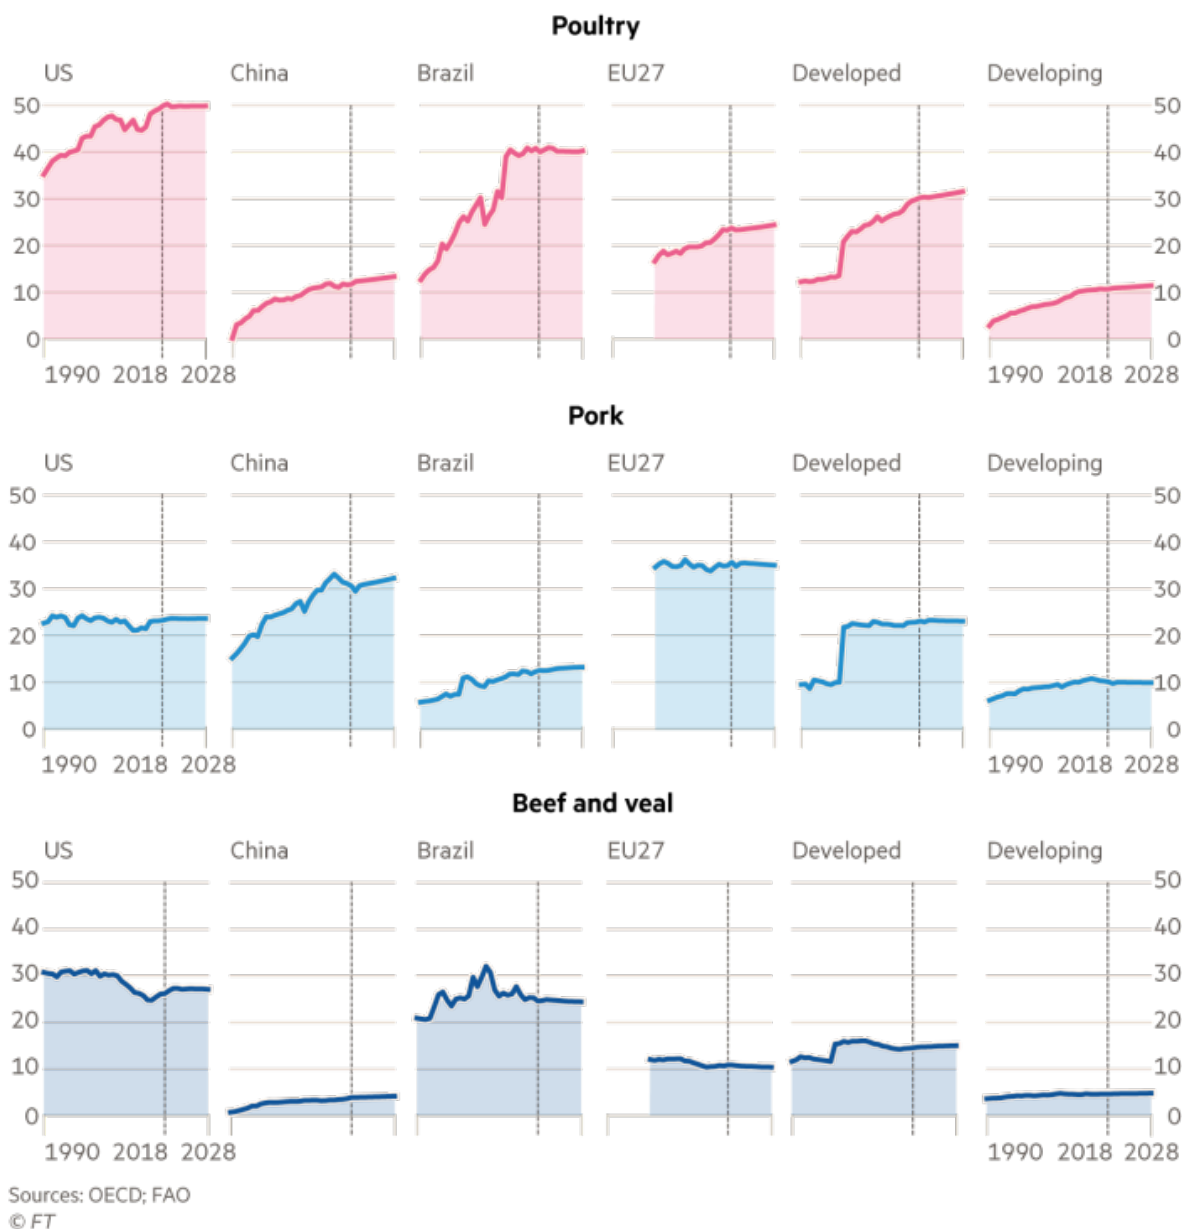 Poultry
US China Brazil EU27 Developed Developing
50 50
40 40
30 30
20 20
10 10
0 0
1990 2018 2028 1990 2018 2028
Pork
US China Brazil EU27 Developed Developing
50 50
40 40
30 30
20 20
10 10
0 0
1990 2018 2028 1990 2018 2028
Beef and veal
US China Brazil EU27 Developed Developing
50 50
40 40
30 30
20 20
10 10
0 0
1990 2018 2028 1990 2018 2028
Sources: OECD; FAO
© FT